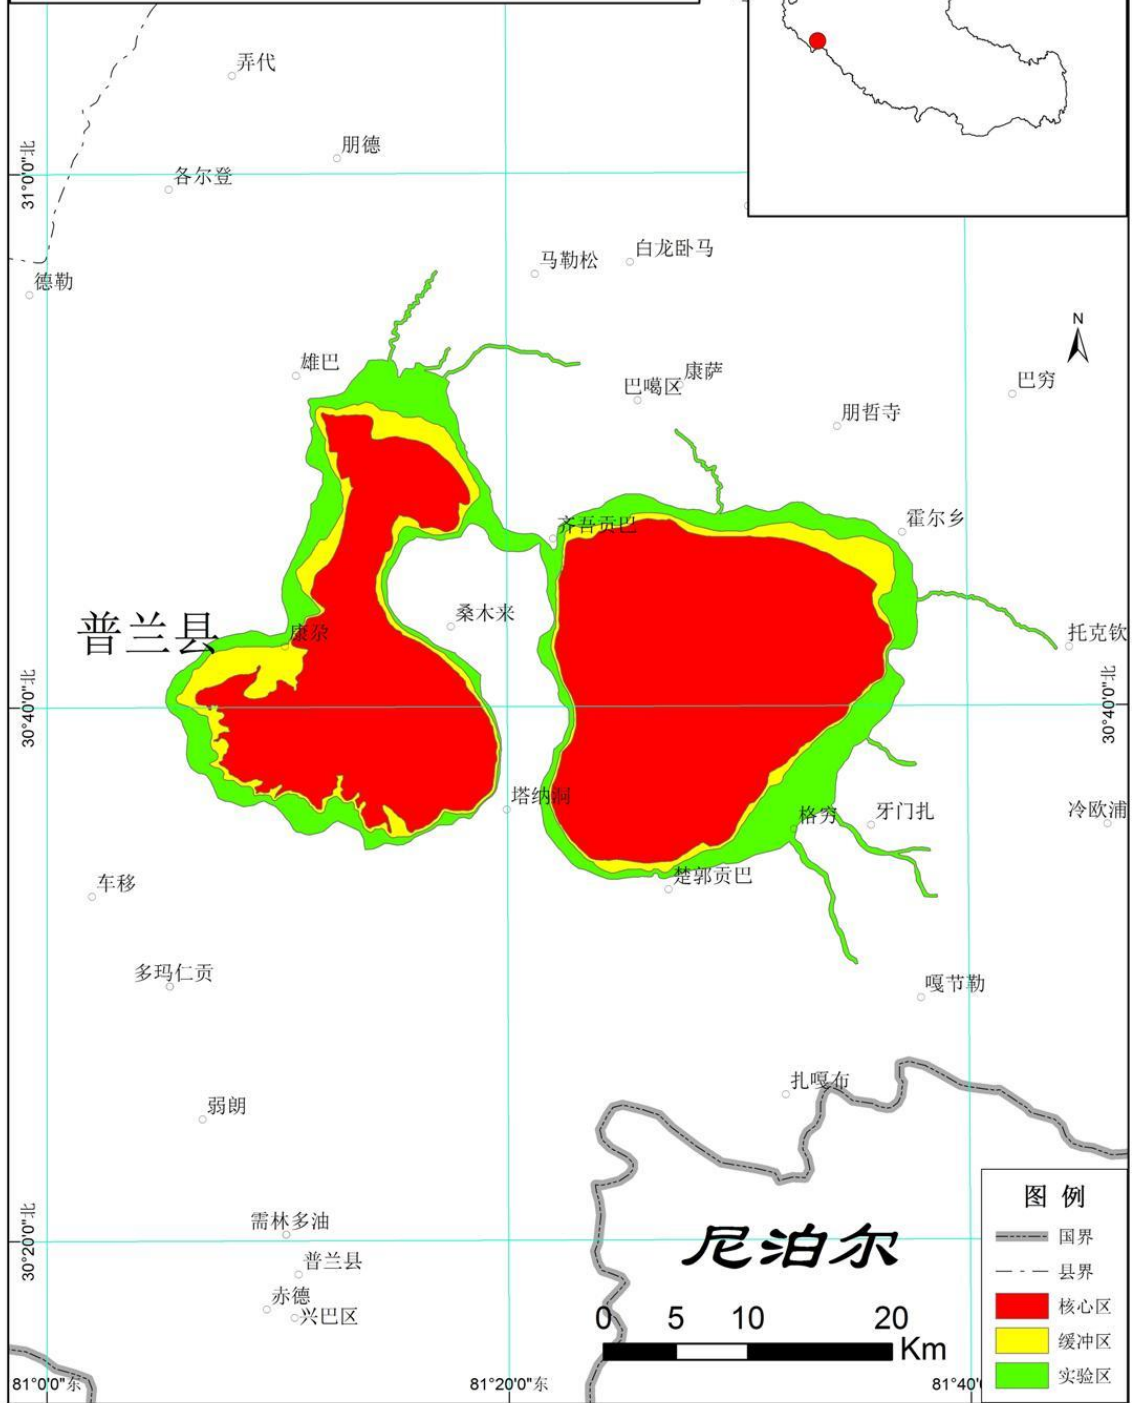 弄代
朋德
31°0'0"北
各尔登
白龙卧马
马勒松
德勒
N
雄巴
康萨
巴噶区
巴穷
朋哲寺
齐吾贡巴
霍尔乡
桑木来
普兰县
康尕
托克钦
30°40'0"北
30°40'0"北
塔纳洞
格穷
牙门扎
冷欧浦
楚郭贡巴
车移
多玛仁贡
嘎节勒
扎嘎布
弱朗
图 例
30°20'0"北
需林多油
尼泊尔
国界
普兰县
县界
赤德
兴巴区
0 5 10 20
Km
核心区
缓冲区
实验区
81°0'0"东
81°20'0"东
81°40'0